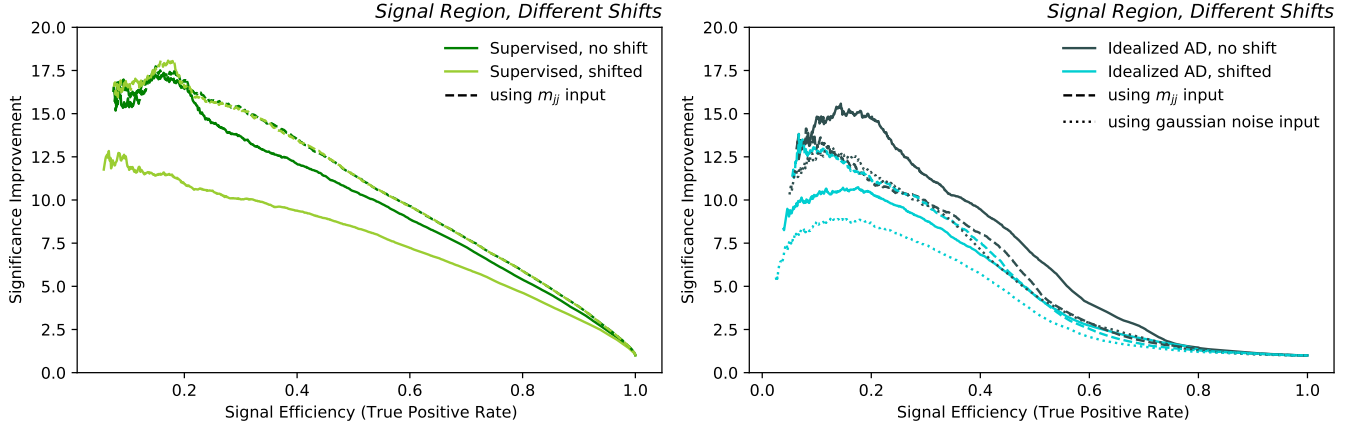 Signal Region, Different Shifts
20.0
17.5
15.0
12.5
10.0
7.5
5.0
2.5
0.0
Significance Improvement
Supervised, no shift
Supervised, shifted
using m_jj input
0.2
0.4
0.6
0.8
1.0
Signal Efficiency (True Positive Rate)
Signal Region, Different Shifts
20.0
17.5
15.0
12.5
10.0
7.5
5.0
2.5
0.0
Significance Improvement
Idealized AD, no shift
Idealized AD, shifted
using m_jj input
using gaussian noise input
0.0
0.2
0.4
0.6
0.8
1.0
Signal Efficiency (True Positive Rate)